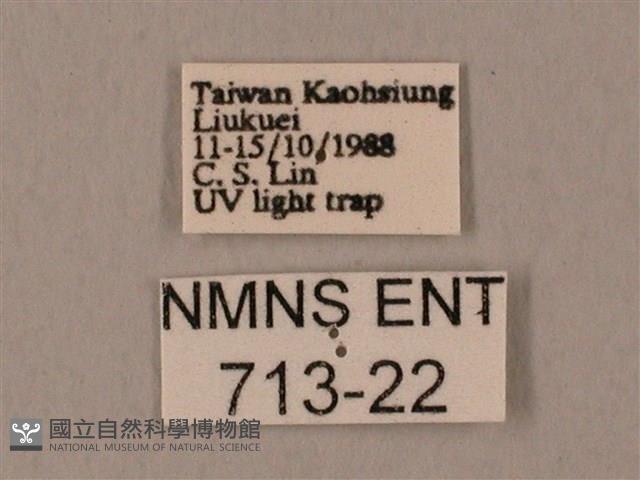 Taiwan Kaohsiung
Liukuei
11-15/10/1988
C. S. Lin
UV light trap
NMNS ENT
713-22
國立自然科學博物館
NATIONAL MUSEUM OF NATURAL SCIENCE